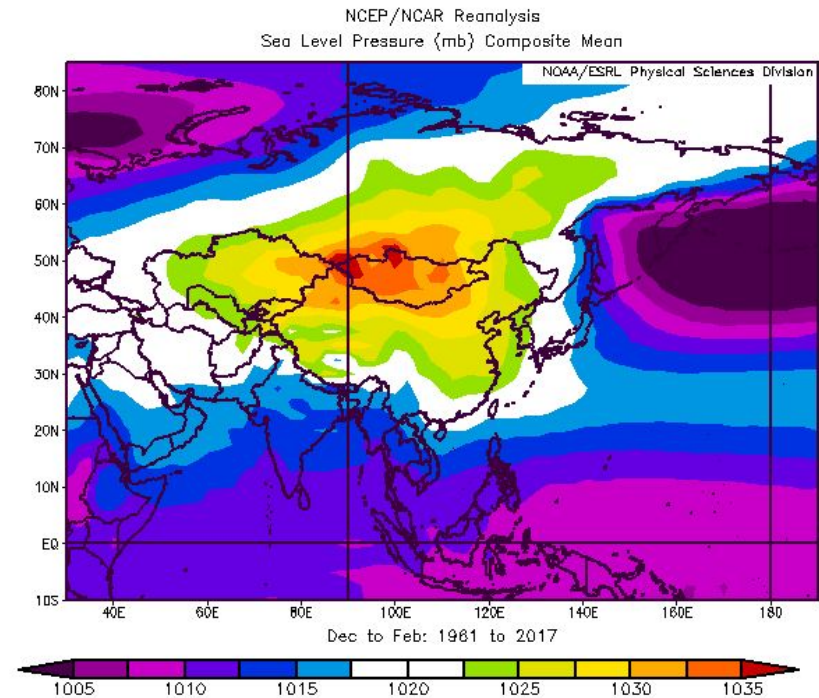 NCEP/NCAR Reanalysis
Sea Level Pressure (mb) Composite Mean
NOAA/ESRL Physical Sciences Division
80N
70N
60N
50N
40N
30N
20N
10N
EQ
10S
40E 60E 80E 100E 120E 140E 160E 180
Dec to Feb: 1961 to 2017
1005 1010 1015 1020 1025 1030 1035